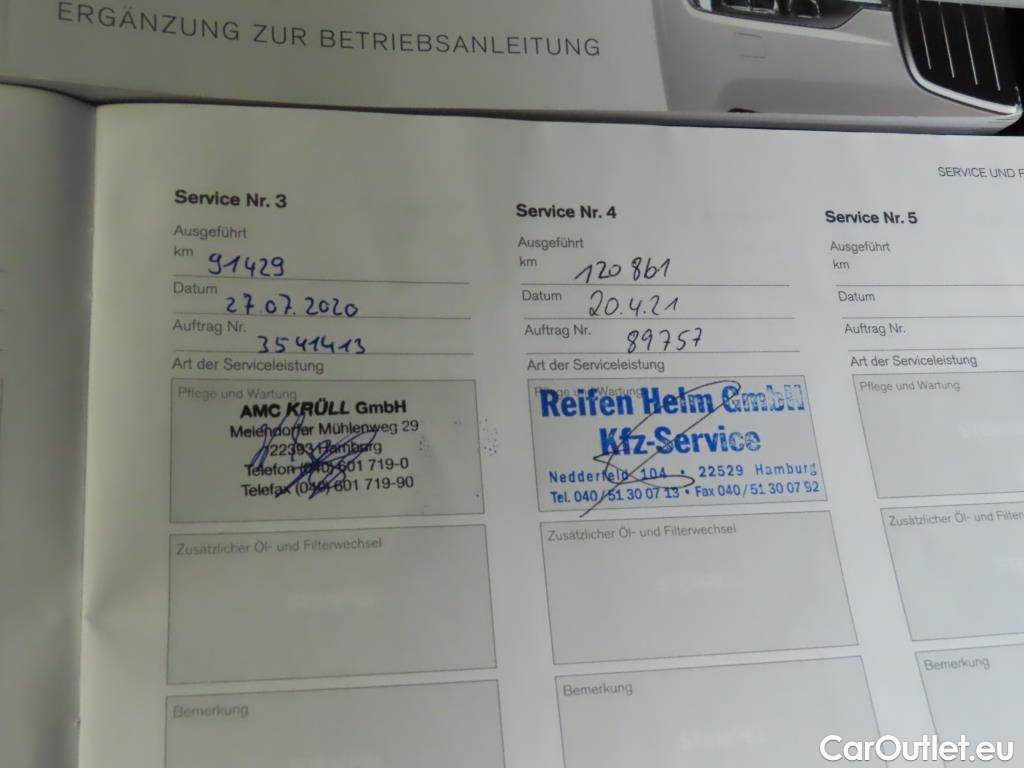 ERGÄNZUNG ZUR BETRIEBSANLEITUNG
SERVICE UND F
Service Nr. 3
Ausgeführt
km 91429
Datum 27.07.2020
Auftrag Nr. 3541413
Art der Serviceleistung
Pflege und Wartung
AMC KRÜLL GmbH
Meiendorfer Mühlenweg 29
22393 Hamburg
Telefon (040) 601 719-0
Telefax (040) 601 719-90
Zusätzlicher Öl- und Filterwechsel
Bemerkung
Service Nr. 4
Ausgeführt
km 120861
Datum 20.4.21
Auftrag Nr. 89757
Art der Serviceleistung
Pflege und Wartung
Reifen Helm GmbH
Kfz-Service
Nedderfeld 104 • 22529 Hamburg
Tel. 040/51 30 07 13 • Fax 040/51 30 07 92
Zusätzlicher Öl- und Filterwechsel
Bemerkung
Service Nr. 5
Ausgeführt
km
Datum
Auftrag Nr.
Art der Serviceleistung
Pflege und Wartung
Zusätzlicher Öl- und Filterw
Bemerkung
CarOutlet.eu